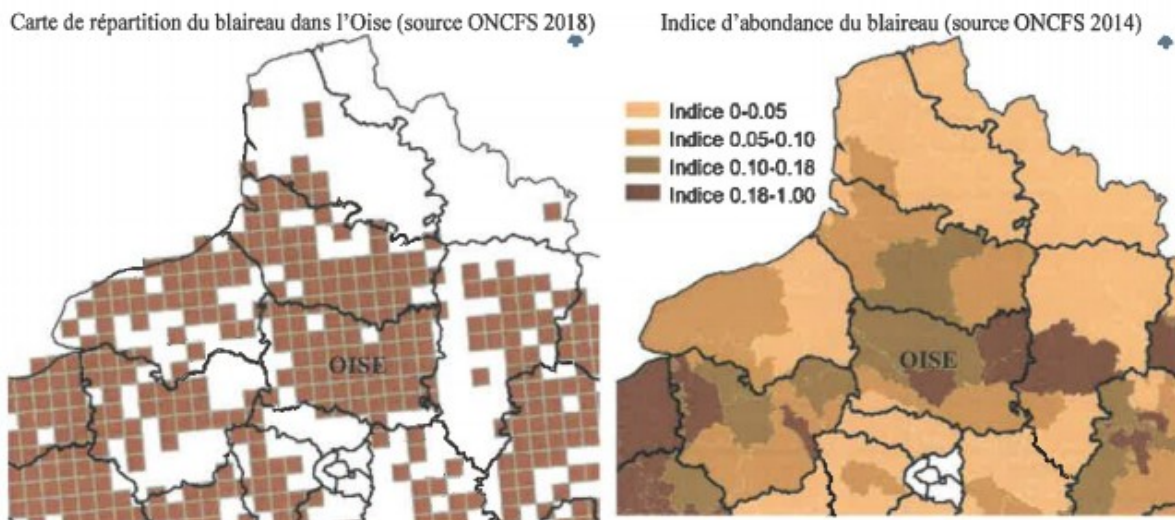 Carte de répartition du blaireau dans l'Oise (source ONCFS 2018)
OISE
Indice d'abondance du blaireau (source ONCFS 2014)
Indice 0-0.05
Indice 0.05-0.10
Indice 0.10-0.18
Indice 0.18-1.00
OISE